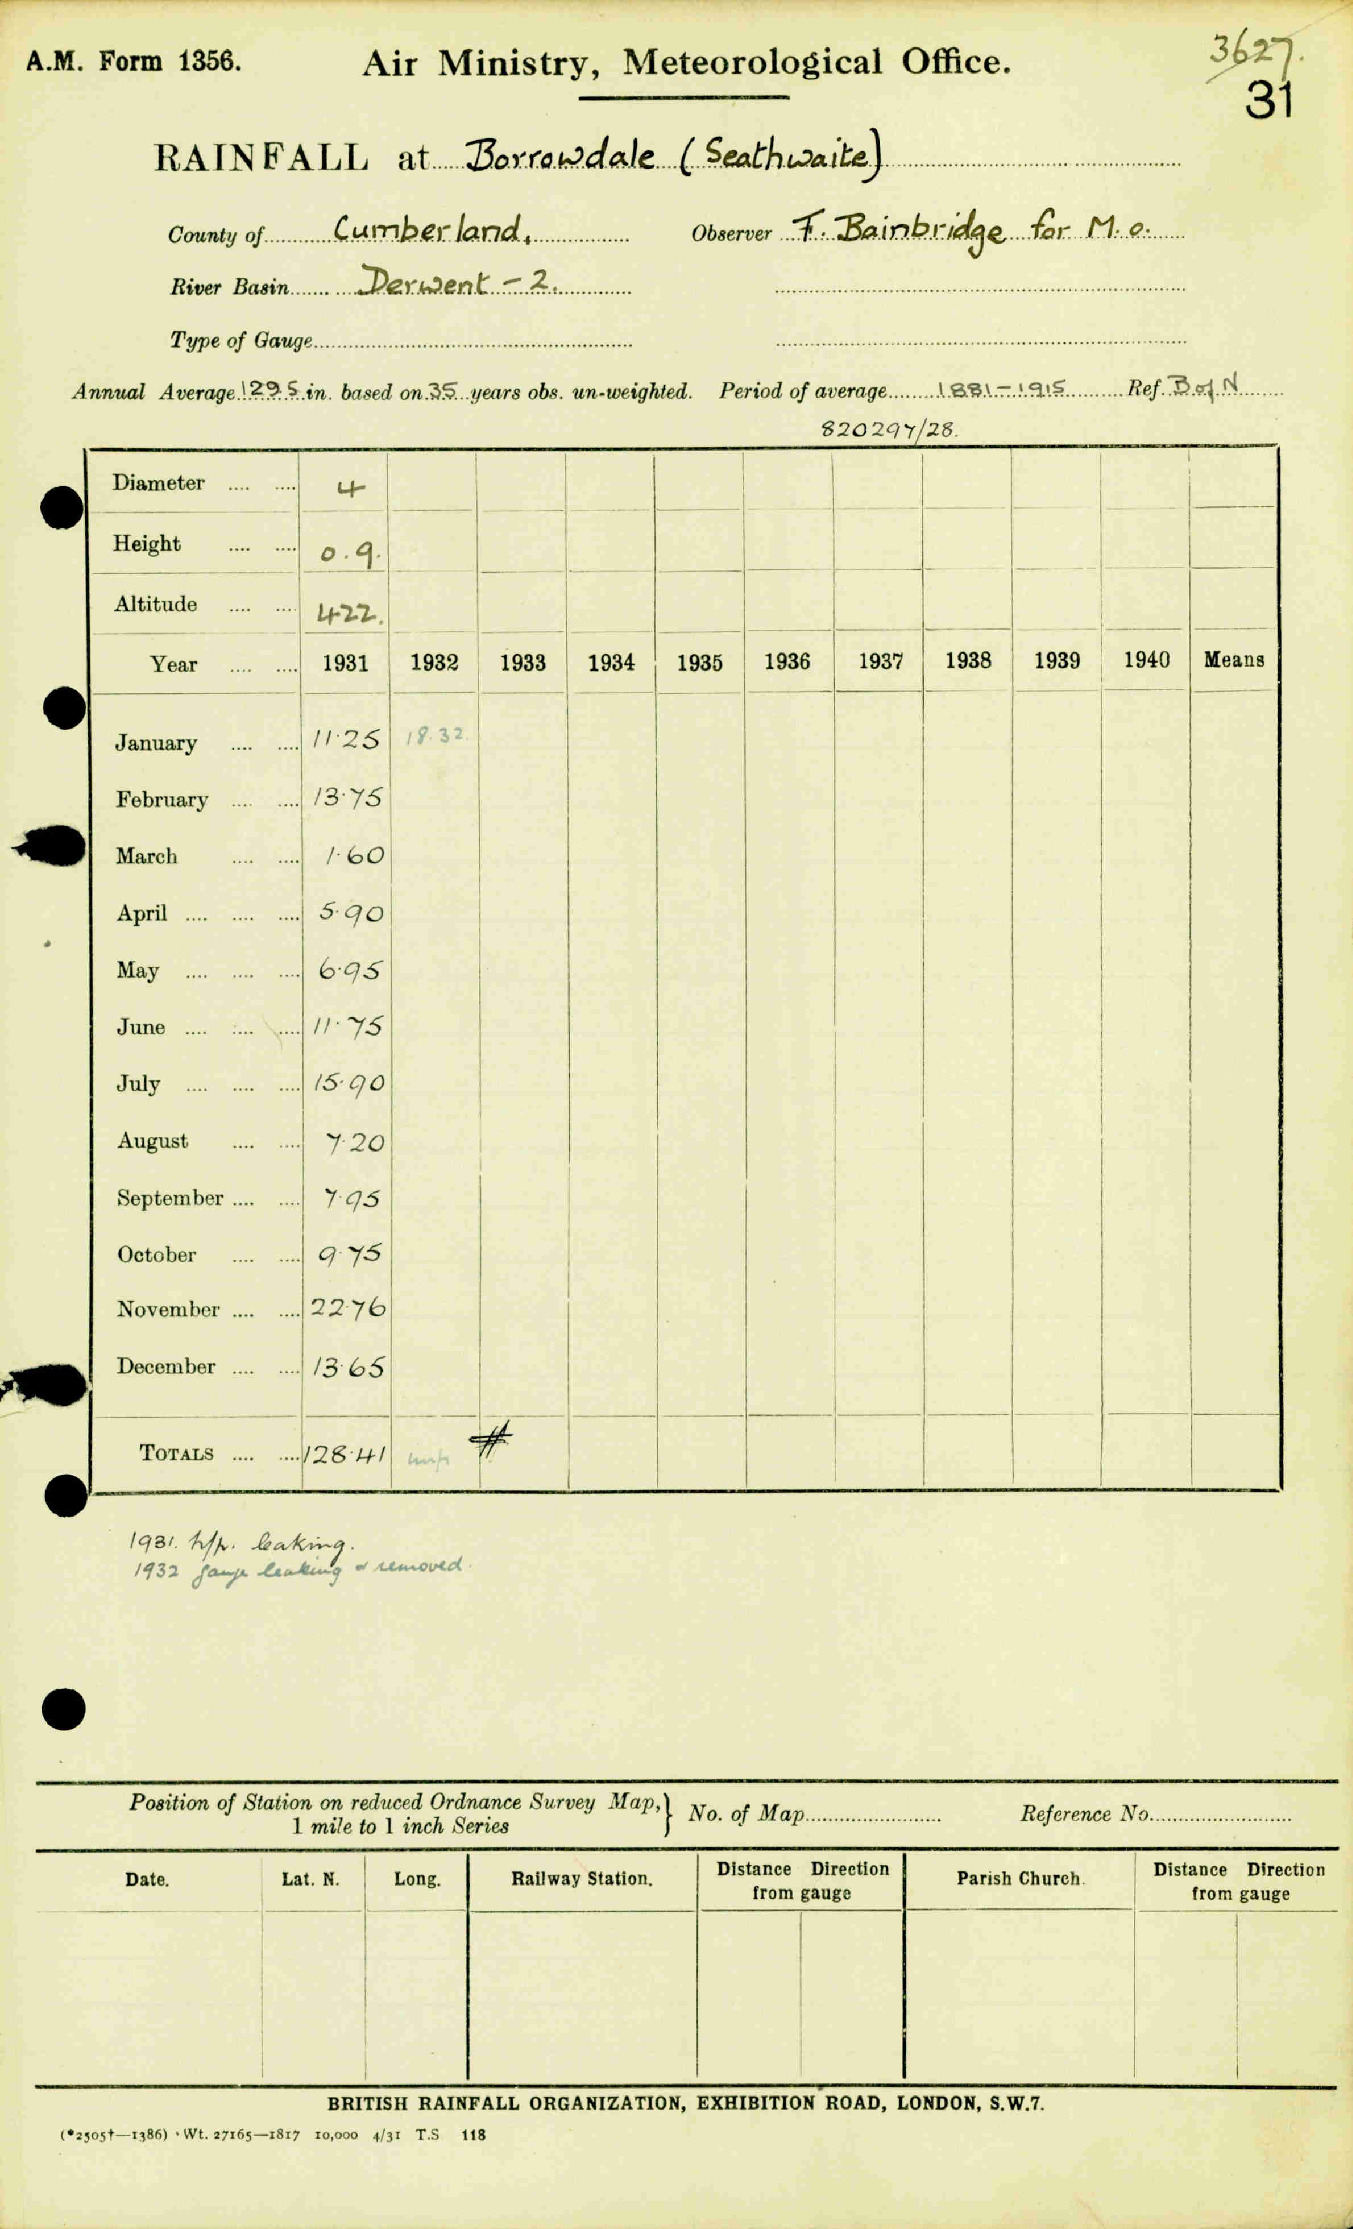 A.M. Form 1356.
Air Ministry, Meteorological Office.
3627.
31
RAINFALL at Borrowdale (Seathwaite)
County of Cumberland. Observer F. Bainbridge for M.O.
River Basin Derwent - 2.
Type of Gauge
Annual Average 129.5 in. based on 35 years obs. un-weighted. Period of average 1881-1915 Ref. B of N
820297/28.
Diameter 4
Height 0.9.
Altitude 422.
Year 1931 1932 1933 1934 1935 1936 1937 1938 1939 1940 Means
January 11.25 18.32
February 13.75
March 1.60
April 5.90
May 6.95
June 11.75
July 15.90
August 7.20
September 7.95
October 9.75
November 22.76
December 13.65
TOTALS 128.41 #
1931. leaking.
1932 gauge leaking & removed
Position of Station on reduced Ordnance Survey Map, } No. of Map Reference No.
1 mile to 1 inch Series
Date. Lat. N. Long. Railway Station. Distance Direction from gauge Parish Church. Distance Direction from gauge
BRITISH RAINFALL ORGANIZATION, EXHIBITION ROAD, LONDON, S.W.7.
(*2505†—1386) Wt. 27165—1817 10,000 4/31 T.S 118